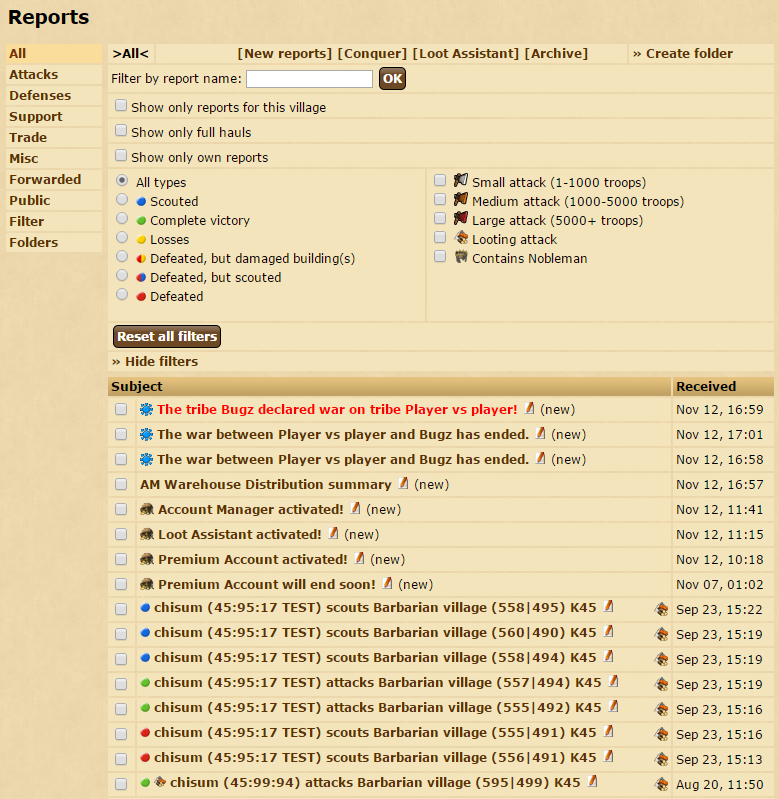 Reports
All
Attacks
Defenses
Support
Trade
Misc
Forwarded
Public
Filter
Folders
>All< [New reports] [Conquer] [Loot Assistant] [Archive] » Create folder
Filter by report name: OK
Show only reports for this village
Show only full hauls
Show only own reports
All types
Scouted
Complete victory
Losses
Defeated, but damaged building(s)
Defeated, but scouted
Defeated
Small attack (1-1000 troops)
Medium attack (1000-5000 troops)
Large attack (5000+ troops)
Looting attack
Contains Nobleman
Reset all filters
» Hide filters
Subject Received
The tribe Bugz declared war on tribe Player vs player! (new) Nov 12, 16:59
The war between Player vs player and Bugz has ended. (new) Nov 12, 17:01
The war between Player vs player and Bugz has ended. (new) Nov 12, 16:58
AM Warehouse Distribution summary (new) Nov 12, 16:57
Account Manager activated! (new) Nov 12, 11:41
Loot Assistant activated! (new) Nov 12, 11:15
Premium Account activated! (new) Nov 12, 10:18
Premium Account will end soon! (new) Nov 07, 01:02
chisum (45:95:17 TEST) scouts Barbarian village (558|495) K45 Sep 23, 15:22
chisum (45:95:17 TEST) scouts Barbarian village (560|490) K45 Sep 23, 15:19
chisum (45:95:17 TEST) scouts Barbarian village (558|494) K45 Sep 23, 15:19
chisum (45:95:17 TEST) attacks Barbarian village (557|494) K45 Sep 23, 15:19
chisum (45:95:17 TEST) attacks Barbarian village (555|492) K45 Sep 23, 15:16
chisum (45:95:17 TEST) scouts Barbarian village (555|491) K45 Sep 23, 15:16
chisum (45:95:17 TEST) scouts Barbarian village (556|491) K45 Sep 23, 15:13
chisum (45:99:94) attacks Barbarian village (595|499) K45 Aug 20, 11:50